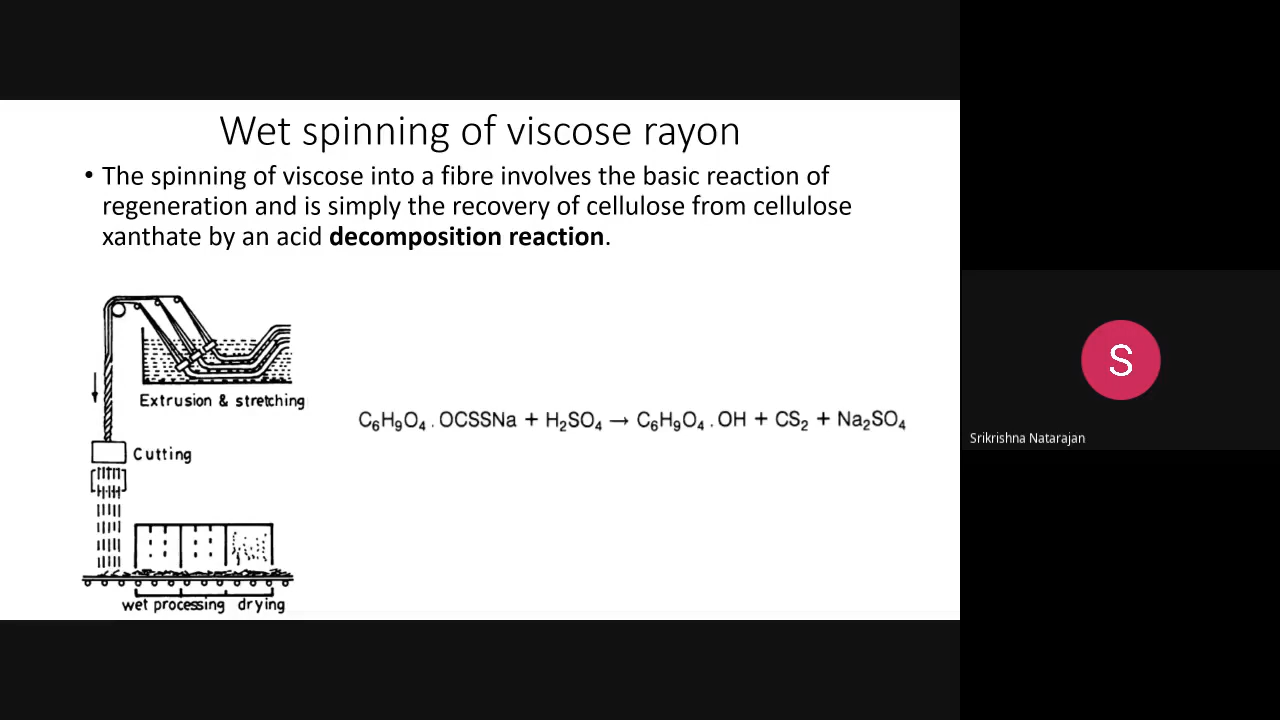 Wet spinning of viscose rayon
• The spinning of viscose into a fibre involves the basic reaction of
regeneration and is simply the recovery of cellulose from cellulose
xanthate by an acid decomposition reaction.
Extrusion & stretching
C₆H₉O₄ . OCSSNa + H₂SO₄ → C₆H₉O₄ . OH + CS₂ + Na₂SO₄
Cutting
wet processing drying
S
Srikrishna Natarajan